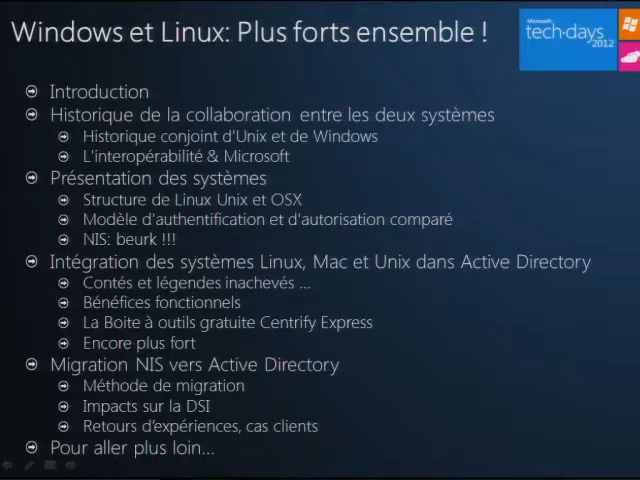 Windows et Linux: Plus forts ensemble !
Microsoft
tech·days
2012
Introduction
Historique de la collaboration entre les deux systèmes
Historique conjoint d'Unix et de Windows
L'interopérabilité & Microsoft
Présentation des systèmes
Structure de Linux Unix et OSX
Modèle d'authentification et d'autorisation comparé
NIS: beurk !!!
Intégration des systèmes Linux, Mac et Unix dans Active Directory
Contés et légendes inachevés ...
Bénéfices fonctionnels
La Boite à outils gratuite Centrify Express
Encore plus fort
Migration NIS vers Active Directory
Méthode de migration
Impacts sur la DSI
Retours d'expériences, cas clients
Pour aller plus loin...